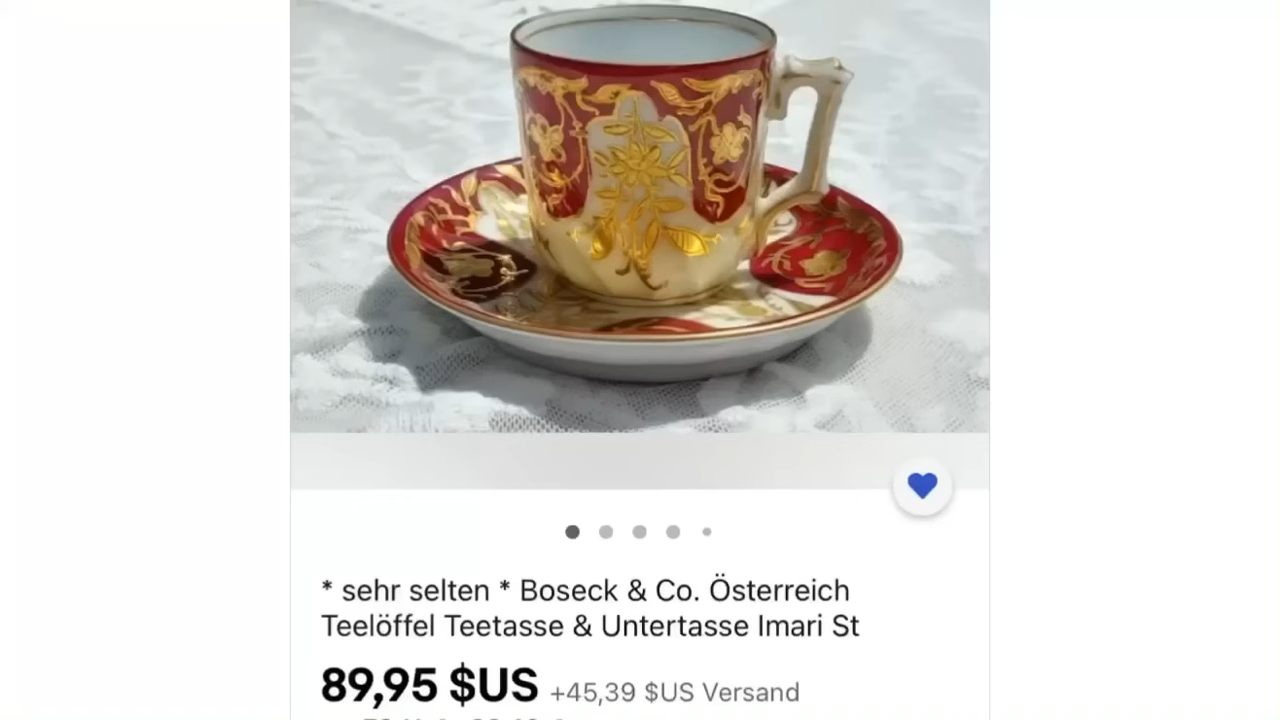 * sehr selten * Boseck & Co. Österreich
Teelöffel Teetasse & Untertasse Imari St
89,95 $US +45,39 $US Versand